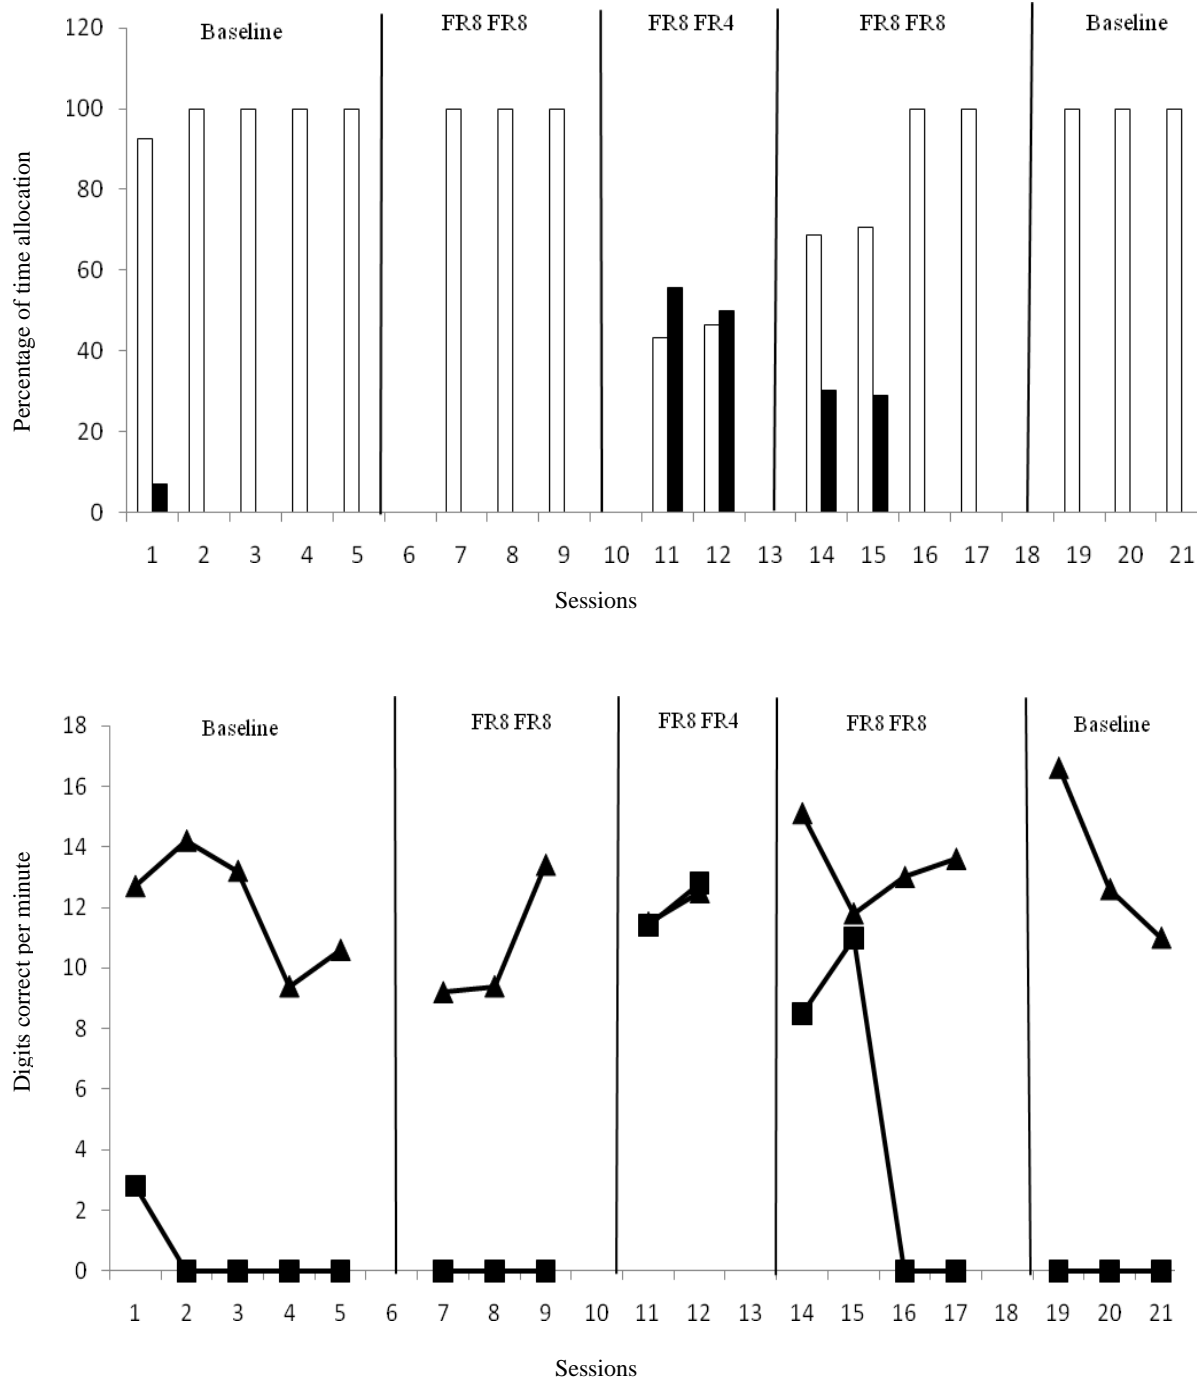 Baseline FR8 FR8 FR8 FR4 FR8 FR8 Baseline
120
100
80
60
40
20
0
Percentage of time allocation
1 2 3 4 5 6 7 8 9 10 11 12 13 14 15 16 17 18 19 20 21
Sessions
Baseline FR8 FR8 FR8 FR4 FR8 FR8 Baseline
18
16
14
12
10
8
6
4
2
0
Digits correct per minute
1 2 3 4 5 6 7 8 9 10 11 12 13 14 15 16 17 18 19 20 21
Sessions